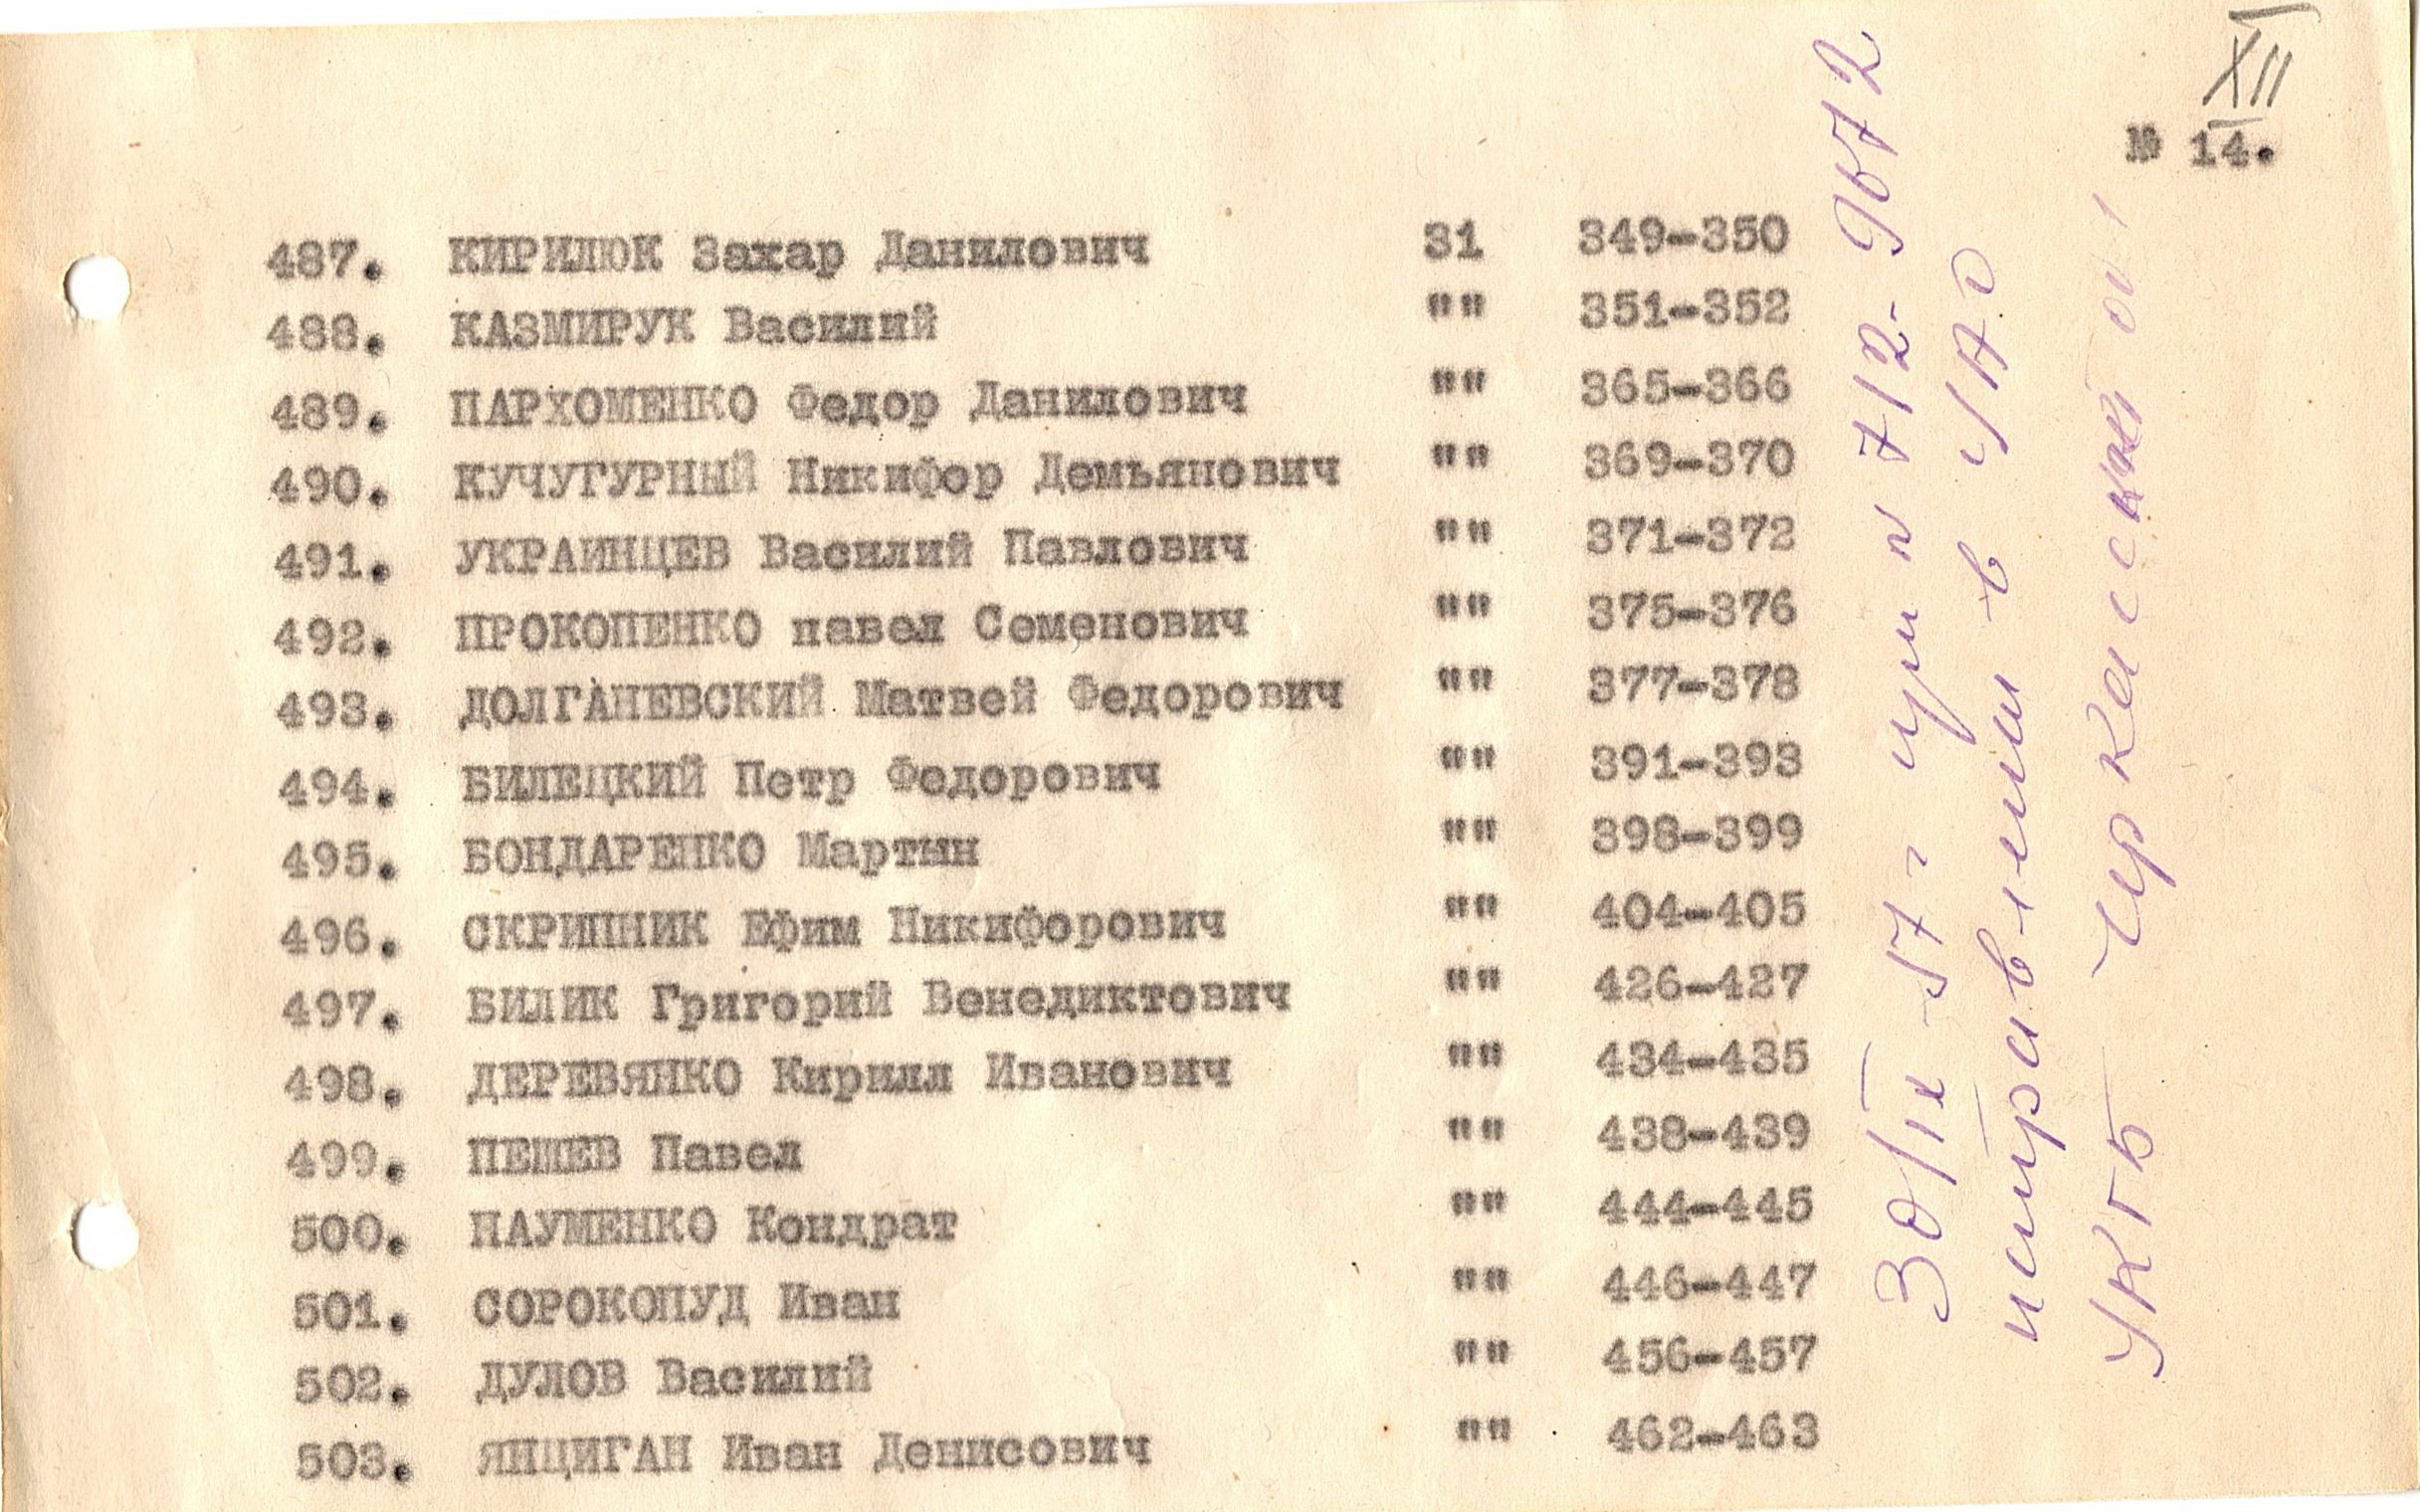 XII
№ 14.
487. КИРИЛЮК Захар Данилович 31 349-350
488. КАЗМИРУК Василий "" 351-352
489. ПАРХОМЕНКО Федор Данилович "" 365-366
490. КУЧУГУРНЫЙ Никифор Демьянович "" 369-370
491. УКРАИНЦЕВ Василий Павлович "" 371-372
492. ПРОКОПЕНКО павел Семенович "" 375-376
493. ДОЛГАНЕВСКИЙ Матвей Федорович "" 377-378
494. БИЛЕЦКИЙ Петр Федорович "" 391-393
495. БОНДАРЕНКО Мартын "" 398-399
496. СКРИПНИК Ефим Никифорович "" 404-405
497. БИЛИК Григорий Венедиктович "" 426-427
498. ДЕРЕВЯНКО Кирилл Иванович "" 434-435
499. ПЕШЕВ Павел "" 438-439
500. НАУМЕНКО Кондрат "" 444-445
501. СОРОКОПУД Иван "" 446-447
502. ДУЛОВ Василий "" 456-457
503. ЯНЦИГАН Иван Денисович "" 462-463
30/IX-57 г при № 712-
направлены в УАО
УКГБ Черкасской